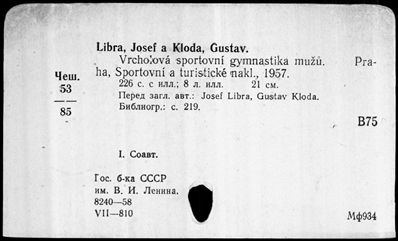 Libra, Josef a Kloda, Gustav.
Vrcholová sportovní gymnastika mužů. Pra-
ha, Sportovní a turistické nakl., 1957.
Чеш.
53
85
226 с. с илл.; 8 л. илл. 21 см.
Перед загл. авт.: Josef Libra, Gustav Kloda.
Библиогр.: с. 219.
В75
I. Соавт.
Гос. б-ка СССР
им. В. И. Ленина.
8240—58
VII—810
Мф934